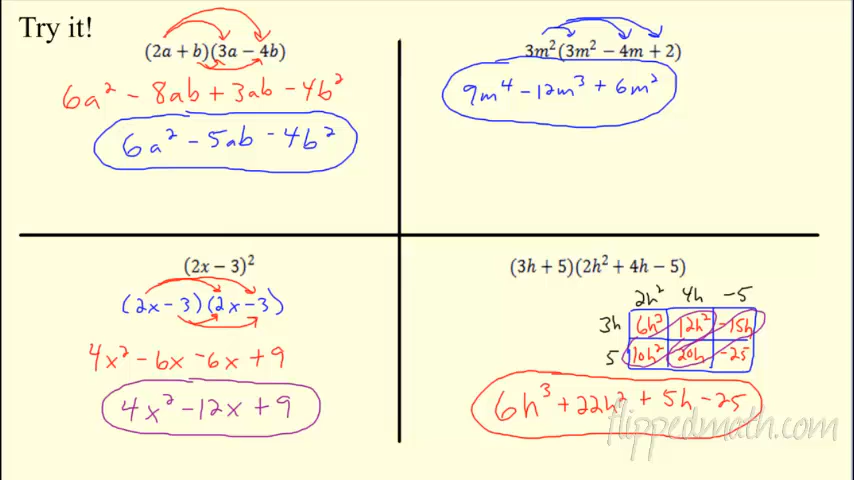 Try it!
(2a + b)(3a − 4b)
6a² − 8ab + 3ab − 4b²
6a² − 5ab − 4b²
3m²(3m² − 4m + 2)
9m⁴ − 12m³ + 6m²
(2x − 3)²
(2x − 3)(2x − 3)
4x² − 6x − 6x + 9
4x² − 12x + 9
(3h + 5)(2h² + 4h − 5)
2h² 4h −5
3h 6h³ 12h² −15h
5 10h² 20h −25
6h³ + 22h² + 5h − 25
flippedmath.com